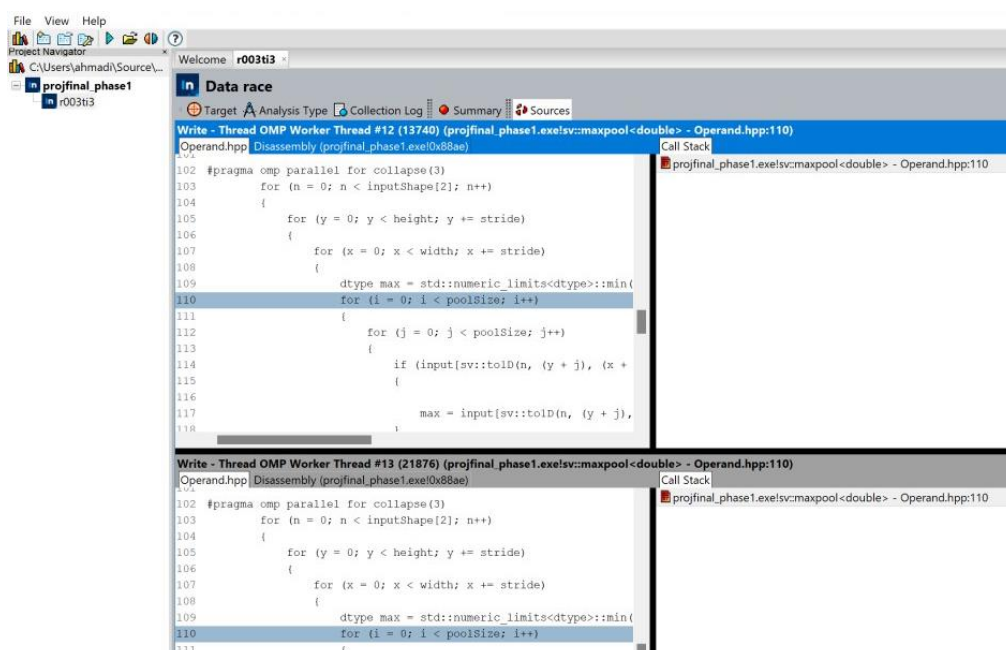 File View Help
Project Navigator
C:\Users\ahmadi\Source\...
projfinal_phase1
r003ti3
Welcome r003ti3 ×
Data race
Target Analysis Type Collection Log Summary Sources
Write - Thread OMP Worker Thread #12 (13740) (projfinal_phase1.exe!sv::maxpool<double> - Operand.hpp:110)
Operand.hpp Disassembly (projfinal_phase1.exe!0x88ae) Call Stack
projfinal_phase1.exe!sv::maxpool<double> - Operand.hpp:110
101
102 #pragma omp parallel for collapse(3)
103 for (n = 0; n < inputShape[2]; n++)
104 {
105 for (y = 0; y < height; y += stride)
106 {
107 for (x = 0; x < width; x += stride)
108 {
109 dtype max = std::numeric_limits<dtype>::min(
110 for (i = 0; i < poolSize; i++)
111 {
112 for (j = 0; j < poolSize; j++)
113 {
114 if (input[sv::to1D(n, (y + j), (x +
115 {
116
117 max = input[sv::to1D(n, (y + j),
118 }
Write - Thread OMP Worker Thread #13 (21876) (projfinal_phase1.exe!sv::maxpool<double> - Operand.hpp:110)
Operand.hpp Disassembly (projfinal_phase1.exe!0x88ae) Call Stack
projfinal_phase1.exe!sv::maxpool<double> - Operand.hpp:110
101
102 #pragma omp parallel for collapse(3)
103 for (n = 0; n < inputShape[2]; n++)
104 {
105 for (y = 0; y < height; y += stride)
106 {
107 for (x = 0; x < width; x += stride)
108 {
109 dtype max = std::numeric_limits<dtype>::min(
110 for (i = 0; i < poolSize; i++)
111 {